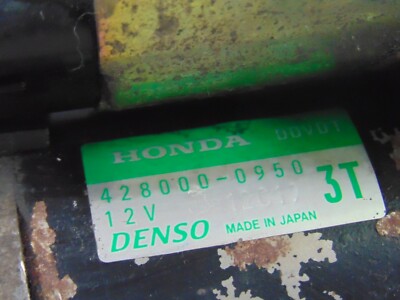 HONDA
428000-0950
12V 3T
DENSO MADE IN JAPAN